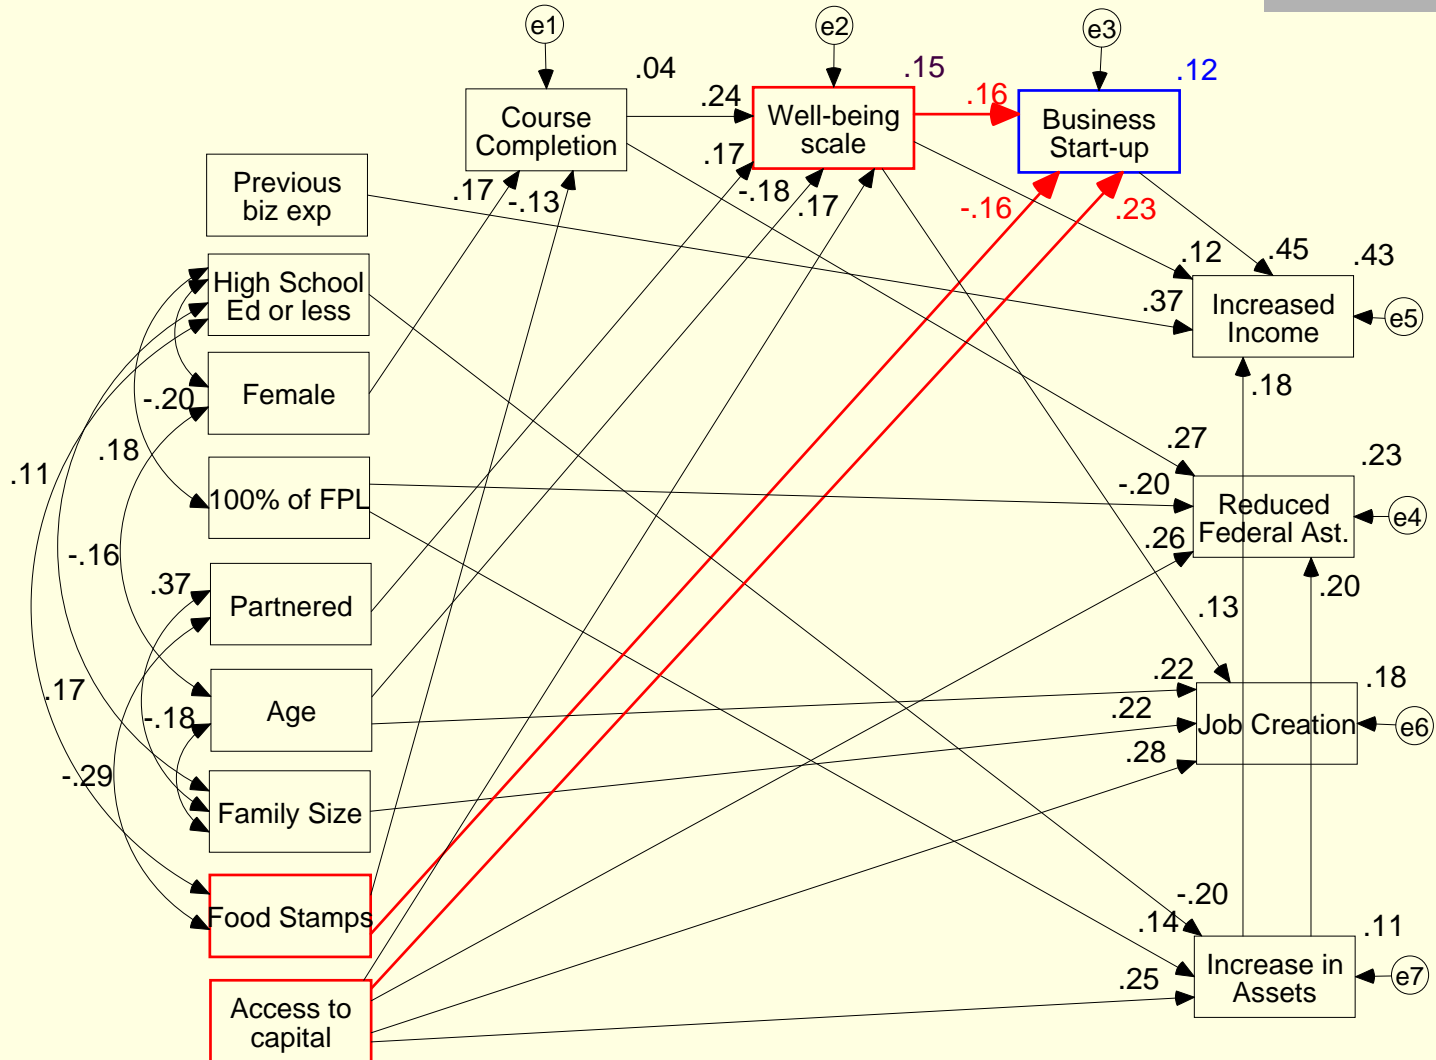 e1
e2
e3
.04
.15
.12
.24
.16
Course
Completion
Well-being
scale
Business
Start-up
.17
-.13
.17
-.18
.17
-.16
.23
Previous
biz exp
.12
.45
.43
.37
High School
Ed or less
Increased
Income
e5
-.20
Female
.18
.11
.18
.27
.23
100% of FPL
-.20
Reduced
Federal Ast.
e4
.26
-.16
.37
.20
Partnered
.13
.17
-.18
Age
.22
.18
.22
Job Creation
e6
.28
-.29
Family Size
Food Stamps
-.20
.14
.11
Increase in
Assets
e7
.25
Access to
capital